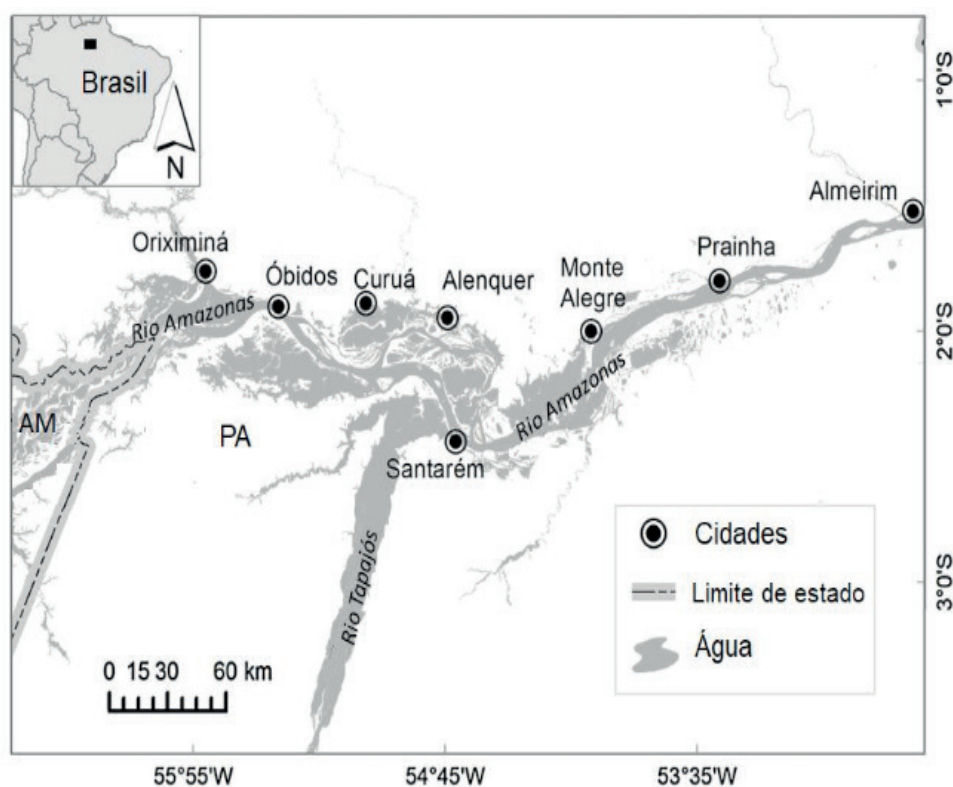 Brasil
N
1°0'S
Almeirim
Oriximiná
Óbidos
Curuá
Alenquer
Monte
Alegre
Prainha
Rio Amazonas
2°0'S
Rio Amazonas
AM
PA
Santarém
Rio Tapajós
Cidades
Limite de estado
Água
3°0'S
0 15 30 60 km
55°55'W
54°45'W
53°35'W